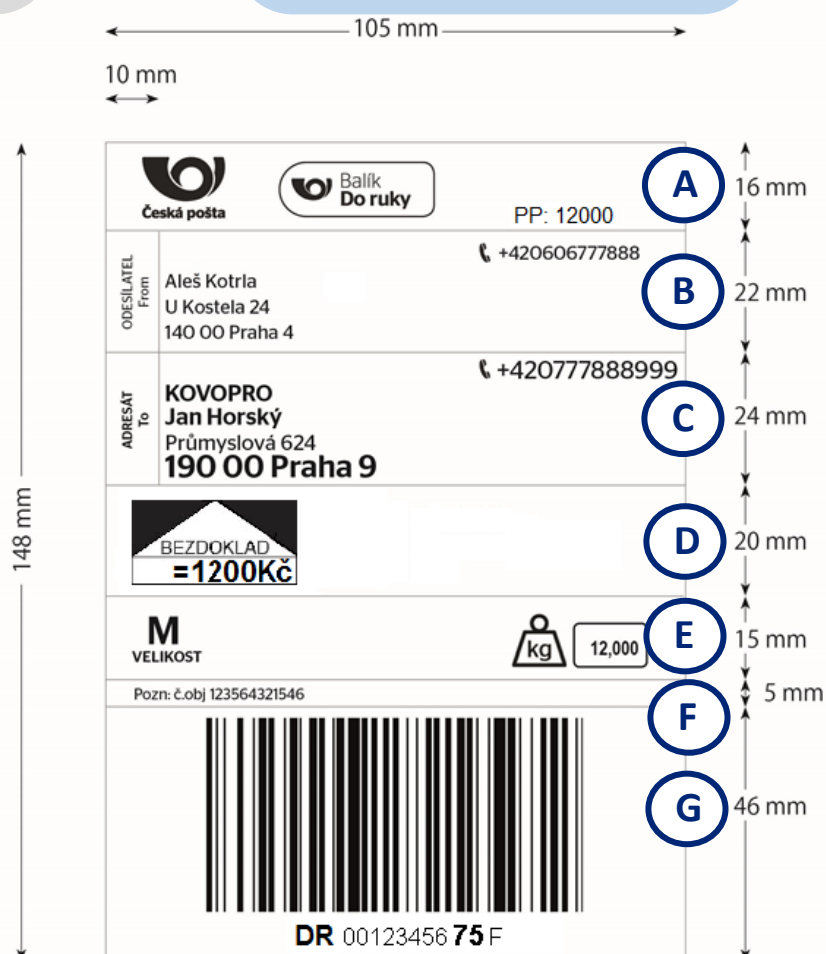 105 mm
10 mm
148 mm
Česká pošta
Balík
Do ruky
PP: 12000
A
16 mm
ODESÍLATEL
From
+420606777888
Aleš Kotrla
U Kostela 24
140 00 Praha 4
B
22 mm
ADRESÁT
To
+420777888999
KOVOPRO
Jan Horský
Průmyslová 624
190 00 Praha 9
C
24 mm
BEZDOKLAD
=1200Kč
D
20 mm
M
VELIKOST
kg
12,000
E
15 mm
Pozn: č.obj 123564321546
5 mm
F
G
46 mm
DR 00123456 75 F